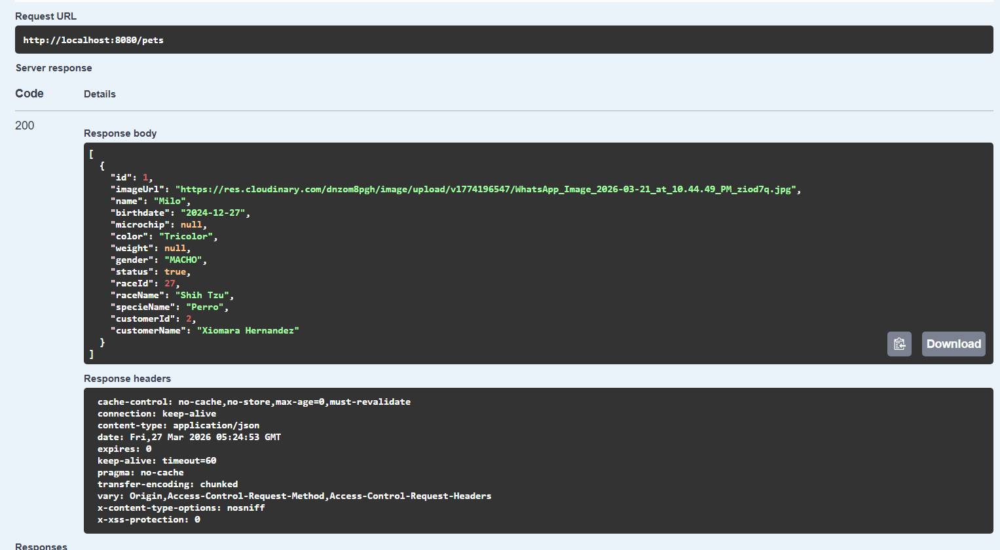 Request URL
http://localhost:8080/pets
Server response
Code Details
200
Response body
[
  {
    "id": 1,
    "imageUrl": "https://res.cloudinary.com/dnzom8pgh/image/upload/v1774196547/WhatsApp_Image_2026-03-21_at_10.44.49_PM_ziod7q.jpg",
    "name": "Milo",
    "birthdate": "2024-12-27",
    "microchip": null,
    "color": "Tricolor",
    "weight": null,
    "gender": "MACHO",
    "status": true,
    "raceId": 27,
    "raceName": "Shih Tzu",
    "specieName": "Perro",
    "customerId": 2,
    "customerName": "Xiomara Hernandez"
  }
]
Download
Response headers
cache-control: no-cache,no-store,max-age=0,must-revalidate
connection: keep-alive
content-type: application/json
date: Fri,27 Mar 2026 05:24:53 GMT
expires: 0
keep-alive: timeout=60
pragma: no-cache
transfer-encoding: chunked
vary: Origin,Access-Control-Request-Method,Access-Control-Request-Headers
x-content-type-options: nosniff
x-xss-protection: 0
Responses